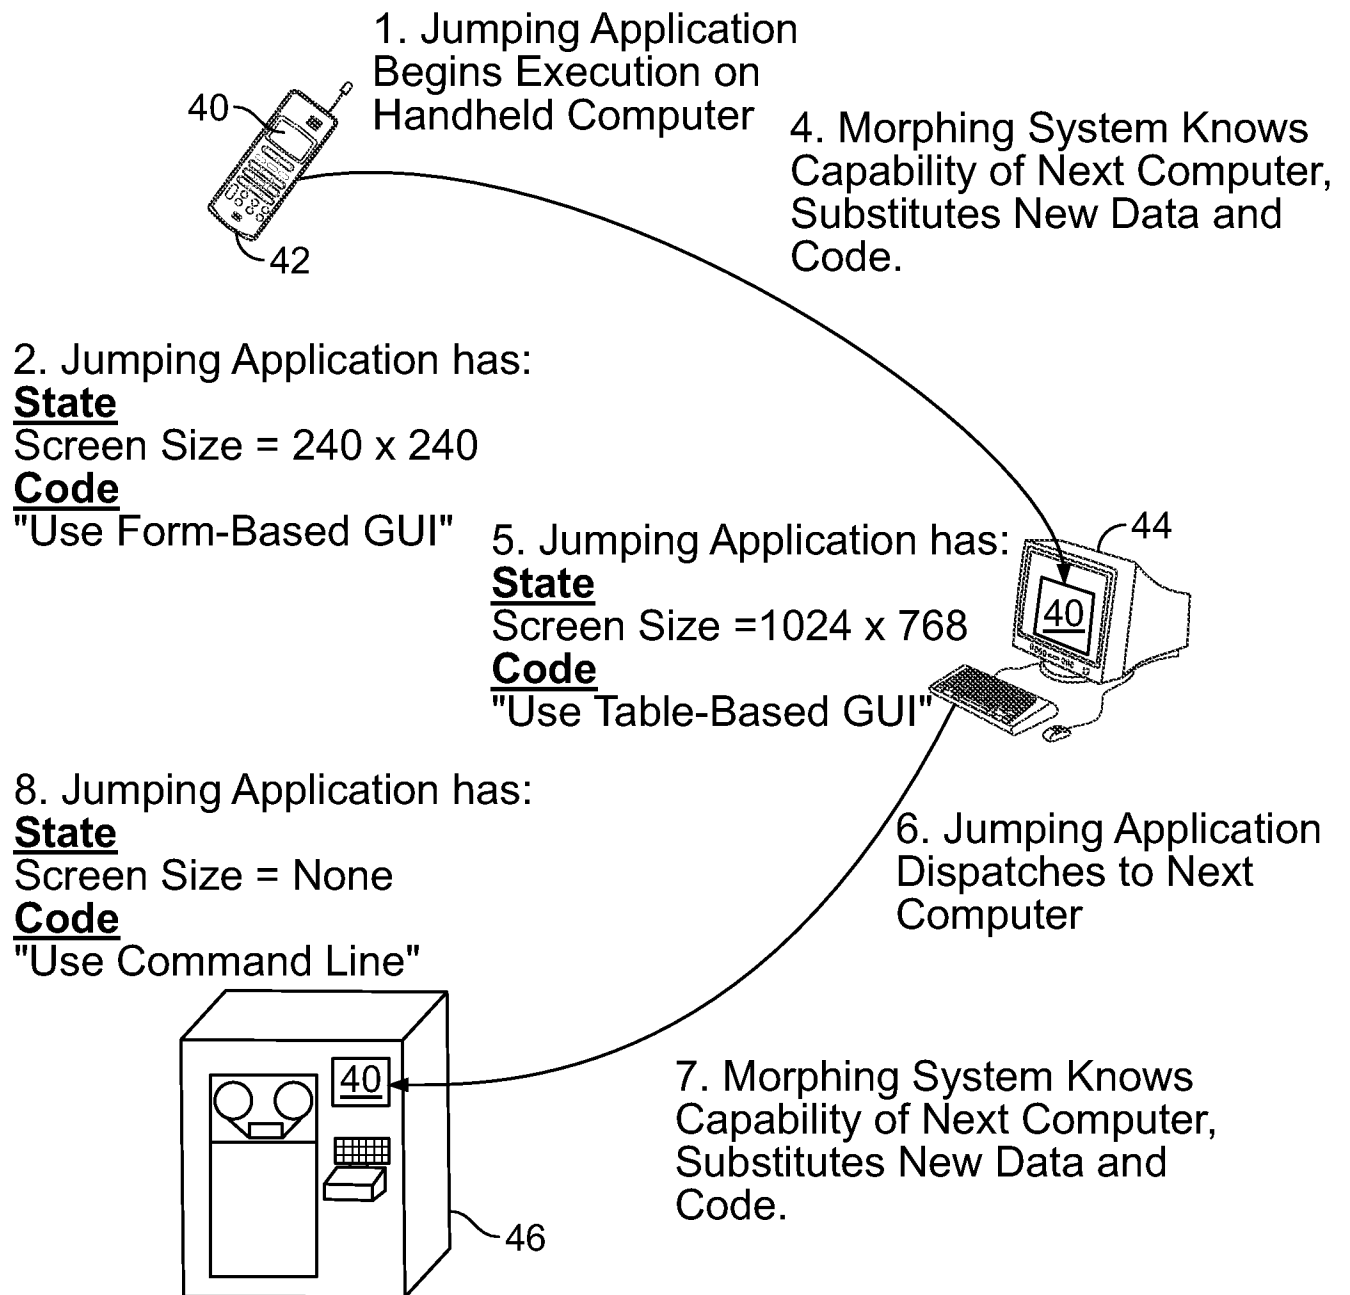 1. Jumping Application
Begins Execution on
Handheld Computer
40
42
4. Morphing System Knows
Capability of Next Computer,
Substitutes New Data and
Code.
2. Jumping Application has:
State
Screen Size = 240 x 240
Code
"Use Form-Based GUI"
5. Jumping Application has:
State
Screen Size =1024 x 768
Code
"Use Table-Based GUI"
44
40
8. Jumping Application has:
State
Screen Size = None
Code
"Use Command Line"
6. Jumping Application
Dispatches to Next
Computer
40
46
7. Morphing System Knows
Capability of Next Computer,
Substitutes New Data and
Code.